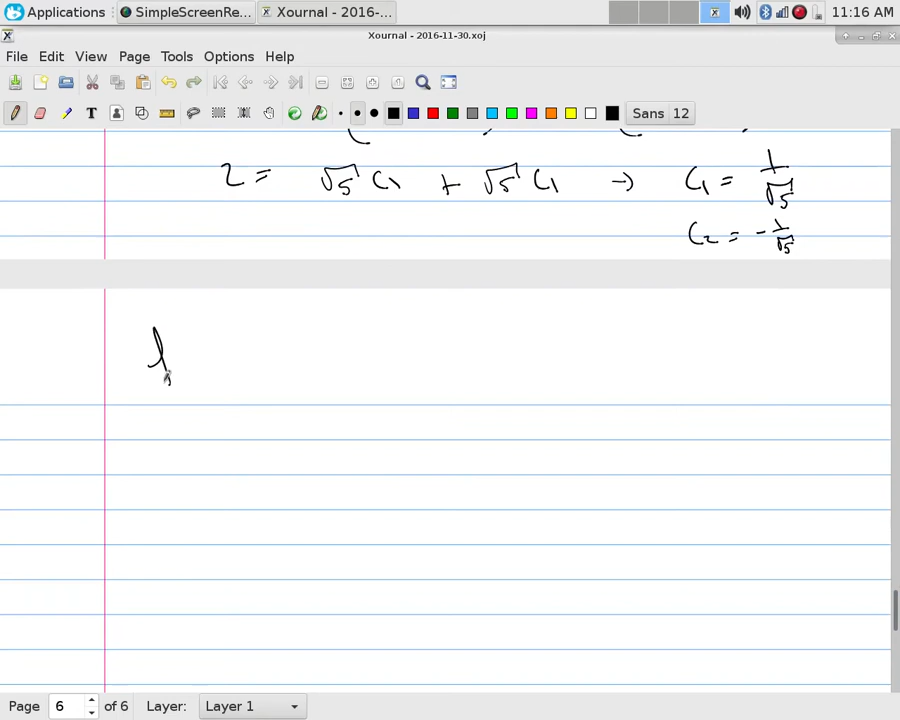 Applications SimpleScreenRe... Xournal - 2016-... 11:16 AM
Xournal - 2016-11-30.xoj
File Edit View Page Tools Options Help
T Sans 12
2 = √5 C1 + √5 C1 → C1 = 1/√5
C2 = - 1/√5
Page 6 of 6 Layer: Layer 1